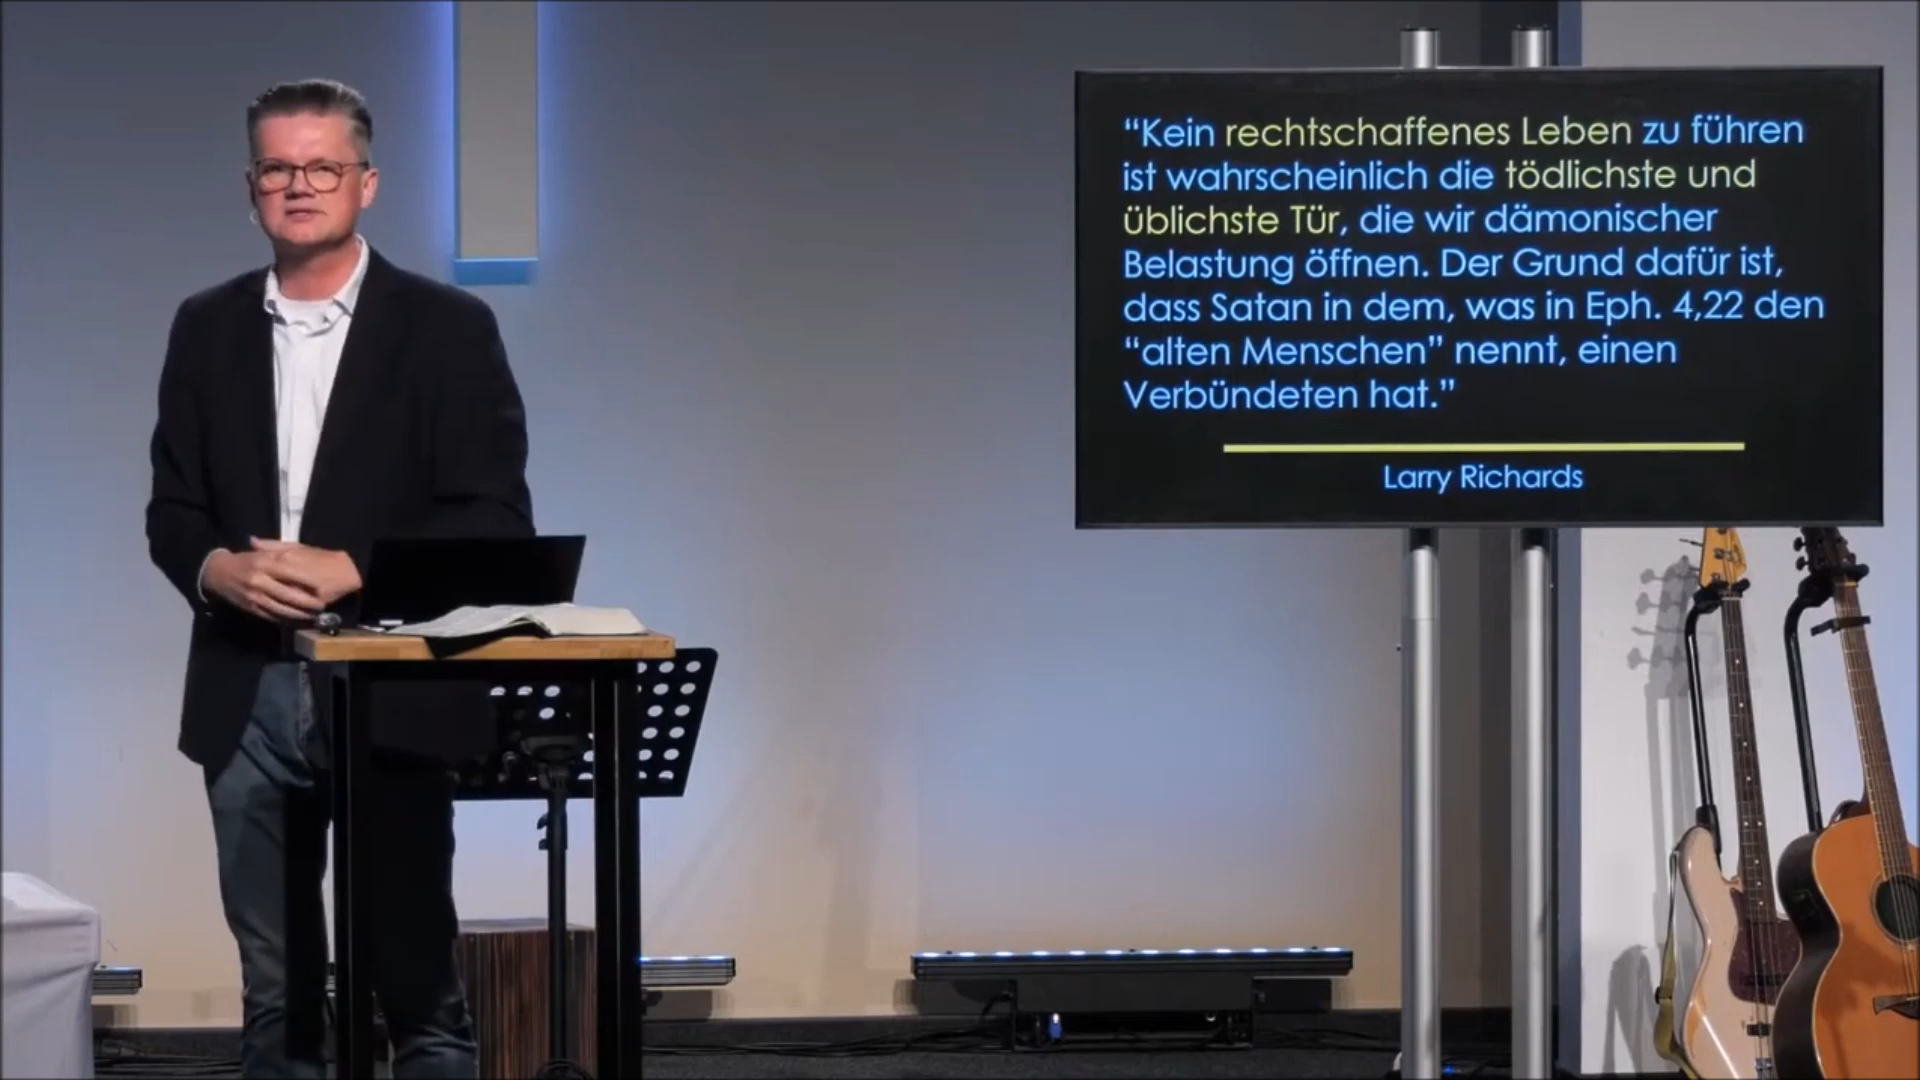 “Kein rechtschaffenes Leben zu führen
ist wahrscheinlich die tödlichste und
üblichste Tür, die wir dämonischer
Belastung öffnen. Der Grund dafür ist,
dass Satan in dem, was in Eph. 4,22 den
“alten Menschen” nennt, einen
Verbündeten hat.”
Larry Richards